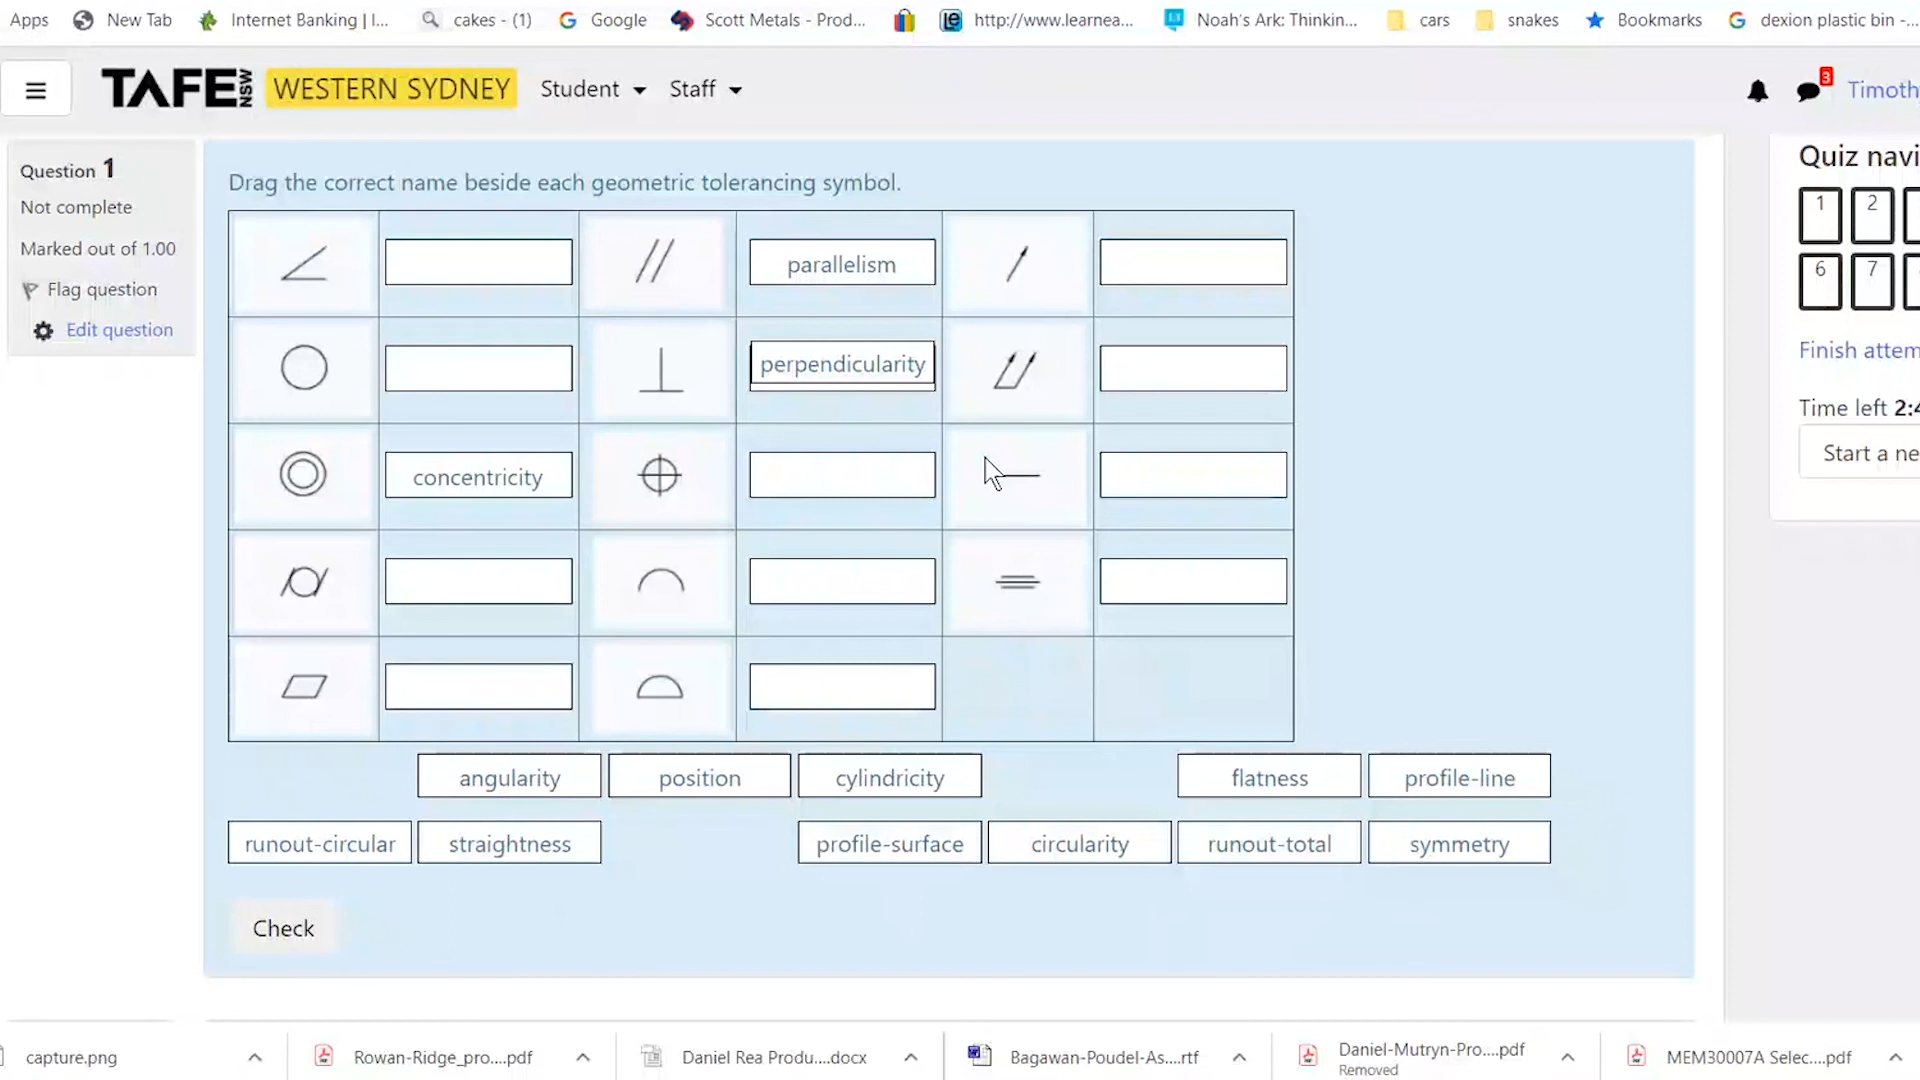 Apps New Tab Internet Banking | I... cakes - (1) Google Scott Metals - Prod... http://www.learnea... Noah's Ark: Thinkin... cars snakes Bookmarks dexion plastic bin -...
TAFE NSW WESTERN SYDNEY Student Staff 3 Timoth
Question 1
Not complete
Marked out of 1.00
Flag question
Edit question
Drag the correct name beside each geometric tolerancing symbol.
parallelism
perpendicularity
concentricity
angularity position cylindricity flatness profile-line
runout-circular straightness profile-surface circularity runout-total symmetry
Check
Quiz navi
1 2
6 7
Finish attem
Time left 2:4
Start a ne
capture.png Rowan-Ridge_pro....pdf Daniel Rea Produ....docx Bagawan-Poudel-As....rtf Daniel-Mutryn-Pro....pdf MEM30007A Selec....pdf
Removed